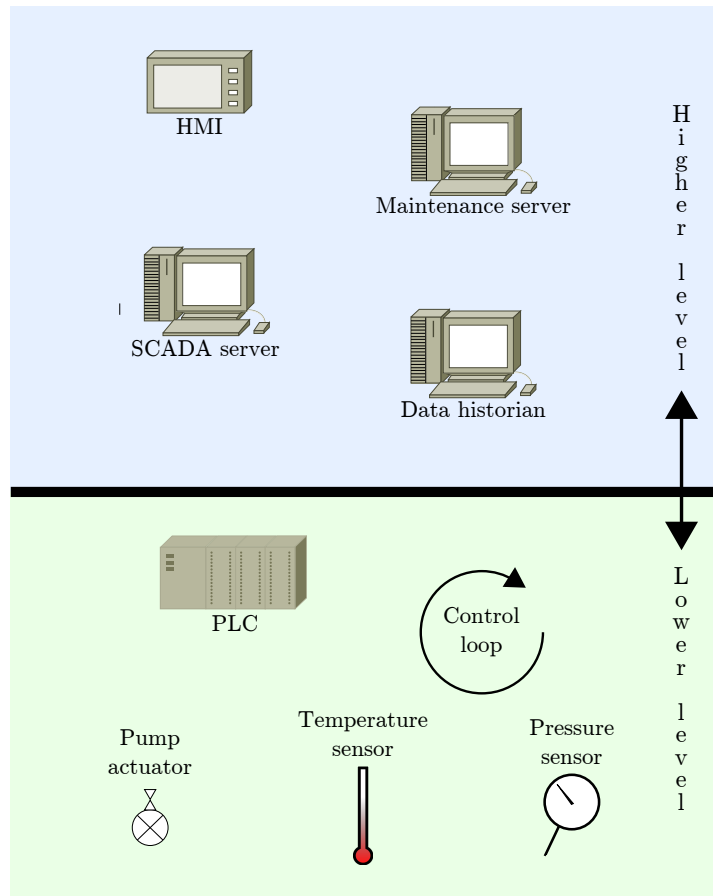 HMI
Maintenance server
SCADA server
Data historian
Higher level
PLC
Control
loop
Lower level
Temperature
sensor
Pressure
sensor
Pump
actuator